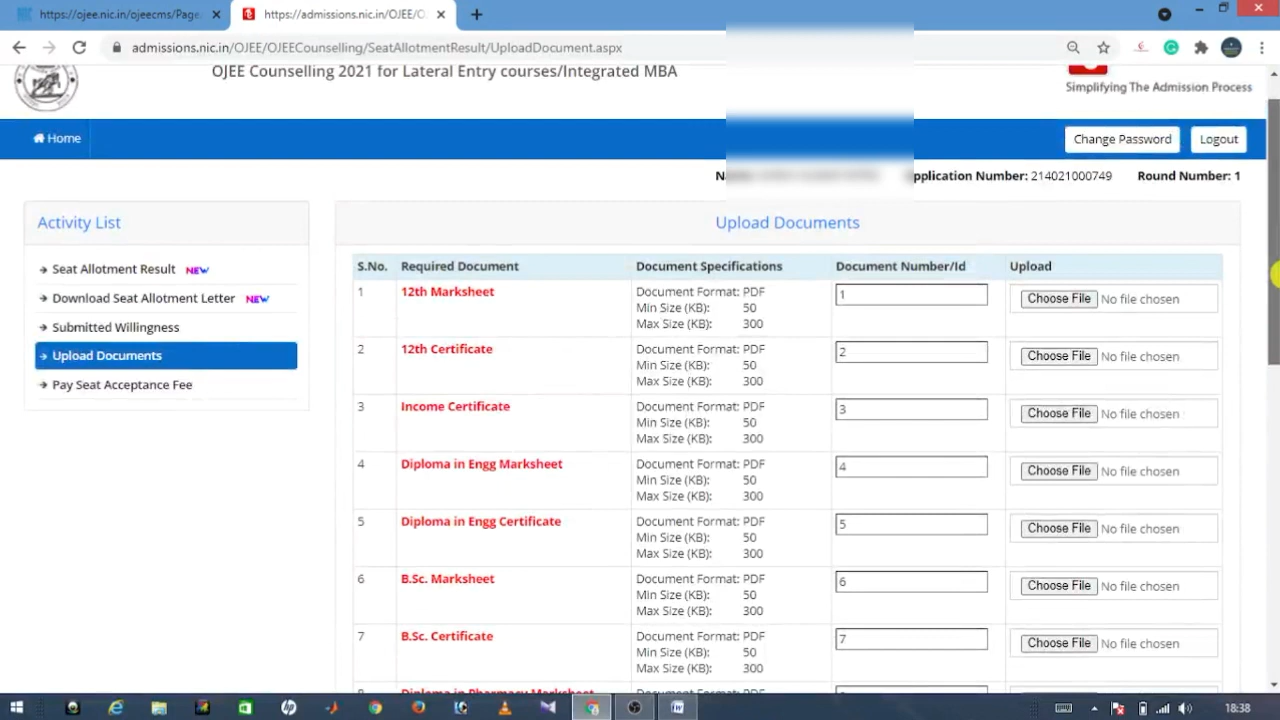 https://ojee.nic.in/ojeecms/Page
https://admissions.nic.in/OJEE/O
admissions.nic.in/OJEE/OJEECounselling/SeatAllotmentResult/UploadDocument.aspx
OJEE Counselling 2021 for Lateral Entry courses/Integrated MBA
Simplifying The Admission Process
Home
Change Password
Logout
Application Number: 214021000749 Round Number: 1
Activity List
Seat Allotment Result NEW
Download Seat Allotment Letter NEW
Submitted Willingness
Upload Documents
Pay Seat Acceptance Fee
Upload Documents
S.No. Required Document Document Specifications Document Number/Id Upload
1 12th Marksheet Document Format: PDF 1 Choose File No file chosen
Min Size (KB): 50
Max Size (KB): 300
2 12th Certificate Document Format: PDF 2 Choose File No file chosen
Min Size (KB): 50
Max Size (KB): 300
3 Income Certificate Document Format: PDF 3 Choose File No file chosen
Min Size (KB): 50
Max Size (KB): 300
4 Diploma in Engg Marksheet Document Format: PDF 4 Choose File No file chosen
Min Size (KB): 50
Max Size (KB): 300
5 Diploma in Engg Certificate Document Format: PDF 5 Choose File No file chosen
Min Size (KB): 50
Max Size (KB): 300
6 B.Sc. Marksheet Document Format: PDF 6 Choose File No file chosen
Min Size (KB): 50
Max Size (KB): 300
7 B.Sc. Certificate Document Format: PDF 7 Choose File No file chosen
Min Size (KB): 50
Max Size (KB): 300
Diploma in Pharmacy Marksheet
18:38